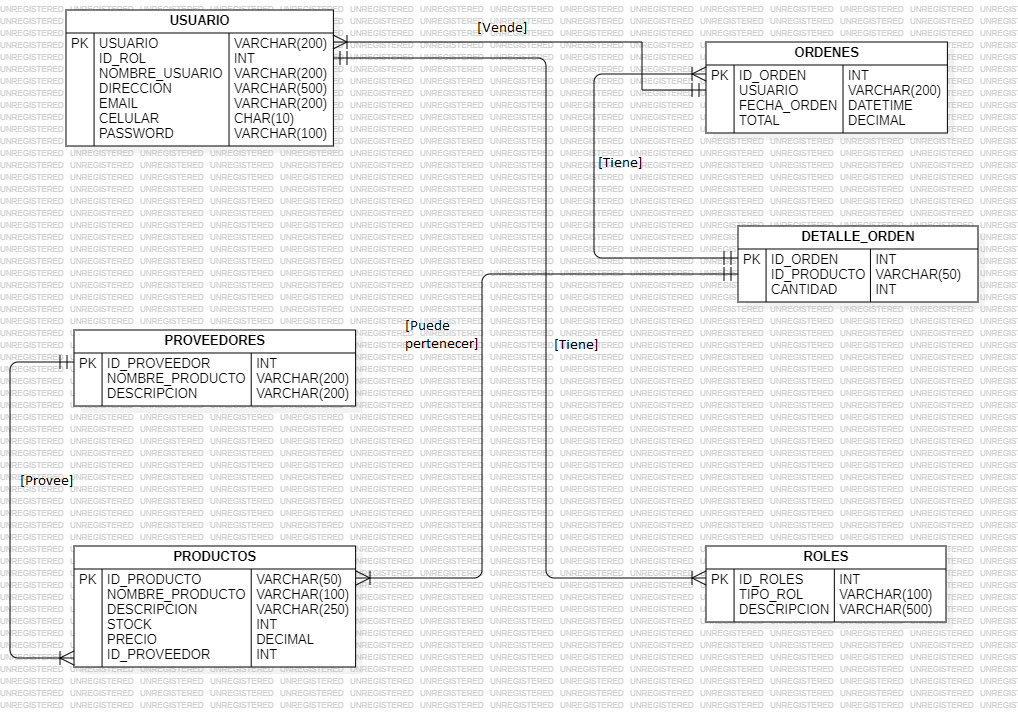 USUARIO
PK USUARIO VARCHAR(200)
ID_ROL INT
NOMBRE_USUARIO VARCHAR(200)
DIRECCIÓN VARCHAR(500)
EMAIL VARCHAR(200)
CELULAR CHAR(10)
PASSWORD VARCHAR(100)
[Vende]
ORDENES
PK ID_ORDEN INT
USUARIO VARCHAR(200)
FECHA_ORDEN DATETIME
TOTAL DECIMAL
[Tiene]
DETALLE_ORDEN
PK ID_ORDEN INT
ID_PRODUCTO VARCHAR(50)
CANTIDAD INT
[Puede
pertenecer]
[Tiene]
PROVEEDORES
PK ID_PROVEEDOR INT
NOMBRE_PRODUCTO VARCHAR(200)
DESCRIPCION VARCHAR(200)
[Provee]
PRODUCTOS
PK ID_PRODUCTO VARCHAR(50)
NOMBRE_PRODUCTO VARCHAR(100)
DESCRIPCION VARCHAR(250)
STOCK INT
PRECIO DECIMAL
ID_PROVEEDOR INT
ROLES
PK ID_ROLES INT
TIPO_ROL VARCHAR(100)
DESCRIPCION VARCHAR(500)
UNREGISTERED